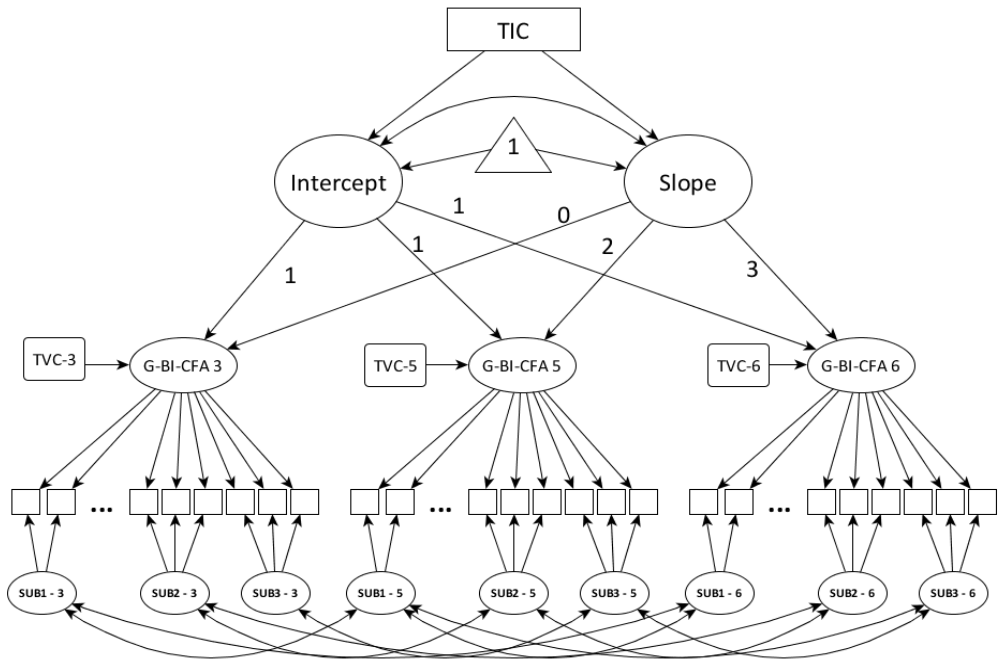 TIC
1
Intercept
Slope
1
0
1
2
1
3
TVC-3
G-BI-CFA 3
TVC-5
G-BI-CFA 5
TVC-6
G-BI-CFA 6
...
...
...
SUB1 - 3
SUB2 - 3
SUB3 - 3
SUB1 - 5
SUB2 - 5
SUB3 - 5
SUB1 - 6
SUB2 - 6
SUB3 - 6